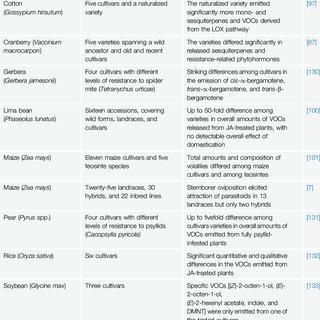 Cotton
(Gossypium hirsutum)
Five cultivars and a naturalized
variety
The naturalized variety emitted
significantly more mono- and
sesquiterpenes and VOCs derived
from the LOX pathway
[97]
Cranberry (Vaccinium
macrocarpon)
Five varieties spanning a wild
ancestor and old and recent
cultivars
The varieties differed significantly in
released sesquiterpenes and
resistance-related phytohormones
[87]
Gerbera
(Gerbera jamesonii)
Four cultivars with different
levels of resistance to spider
mite (Tetranychus urticae)
Striking differences among cultivars in
the emission of cis-α-bergamotene,
trans-α-bergamotene, and trans-β-
bergamotene
[130]
Lima bean
(Phaseolus lunatus)
Sixteen accessions, covering
wild forms, landraces, and
cultivars
Up to 50-fold difference among
varieties in overall amounts of VOCs
released from JA-treated plants, with
no detectable overall effect of
domestication
[100]
Maize (Zea mays)
Eleven maize cultivars and five
teosinte species
Total amounts and composition of
volatiles differed among maize
cultivars and among teosintes
[101]
Maize (Zea mays)
Twenty-five landraces, 30
hybrids, and 22 inbred lines
Stemborer oviposition elicited
attraction of parasitoids in 13
landraces but only two hybrids
[7]
Pear (Pyrus spp.)
Four cultivars with different
levels of resistance to psyllids
(Cacopsylla pyricola)
Up to fivefold difference among
cultivars varieties in overall amounts of
VOCs emitted from fully psyllid-
infested plants
[131]
Rice (Oryza sativa)
Six cultivars
Significant quantitative and qualitative
differences in the VOCs emitted from
JA-treated plants
[132]
Soybean (Glycine max)
Three cultivars
Specific VOCs [(Z)-2-octen-1-ol, (E)-
2-octen-1-ol,
(E)-2-hexenyl acetate, indole, and
DMNT] were only emitted from one of